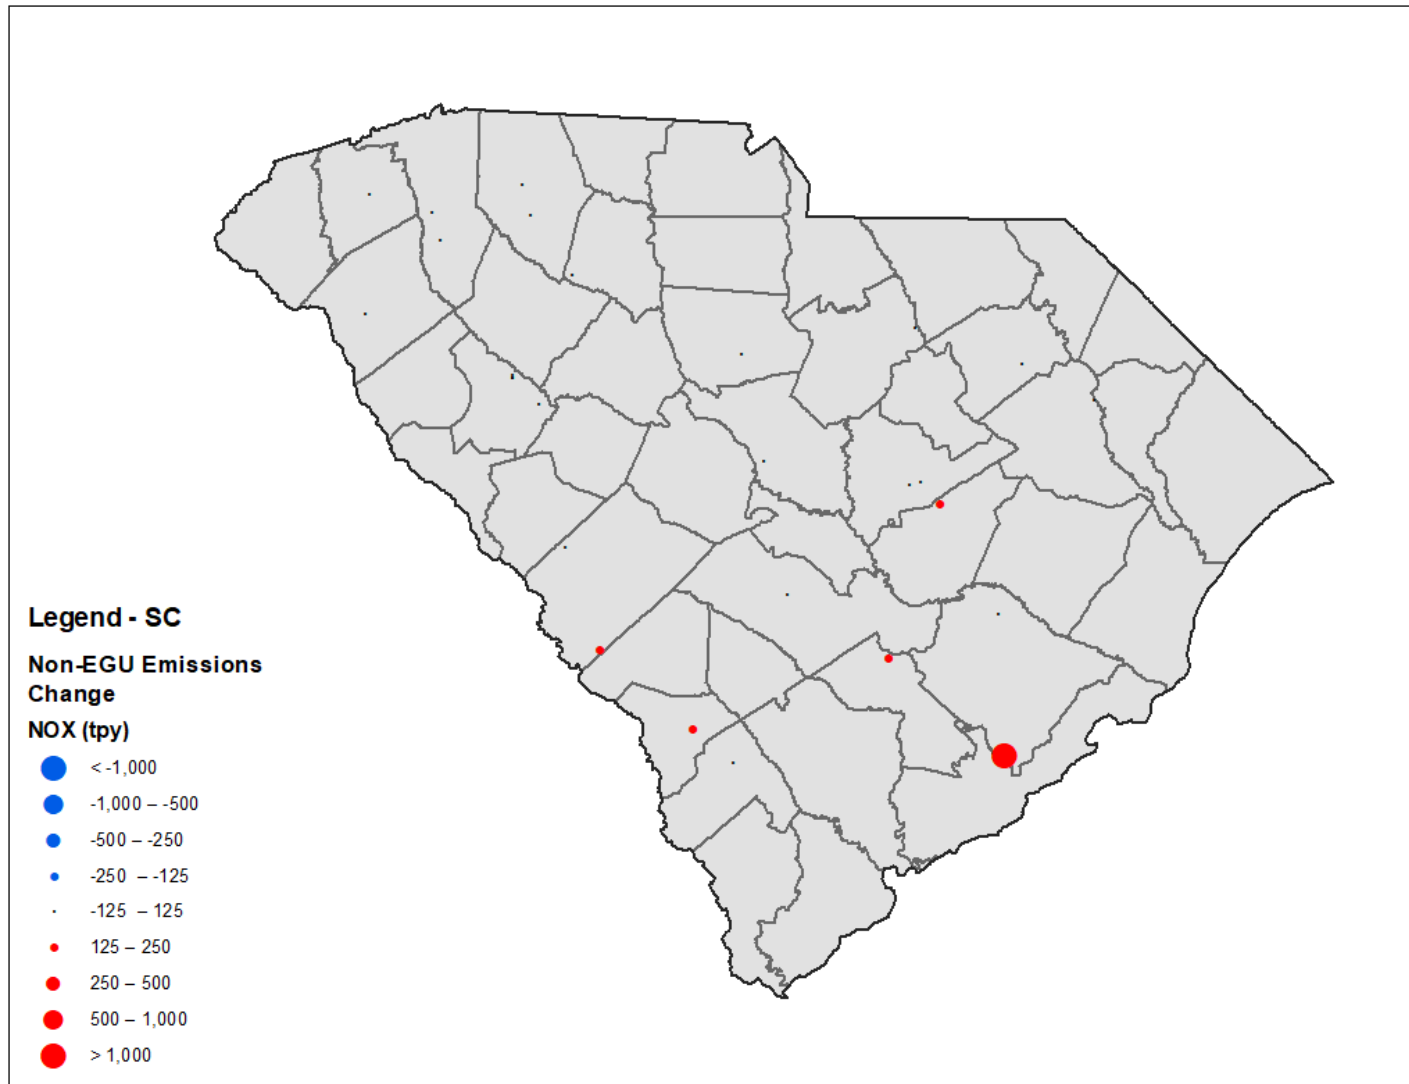 Legend - SC
Non-EGU Emissions
Change
NOX (tpy)
< -1,000
-1,000 – -500
-500 – -250
-250 – -125
-125 – 125
125 – 250
250 – 500
500 – 1,000
> 1,000